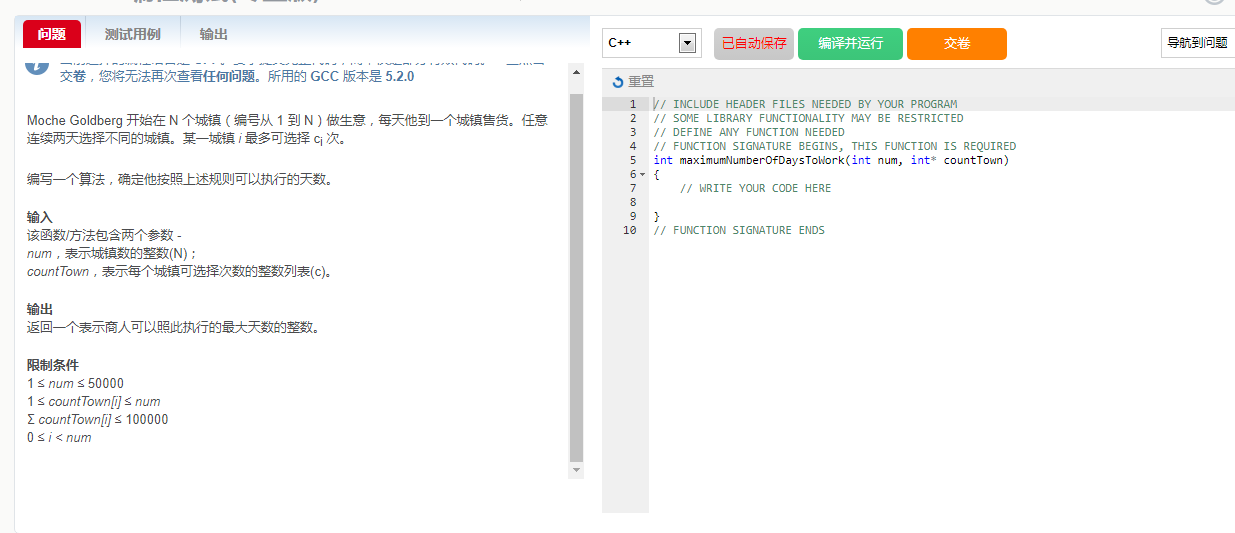 问题 测试用例 输出
交卷，您将无法再次查看任何问题。所用的 GCC 版本是 5.2.0
Moche Goldberg 开始在 N 个城镇（编号从 1 到 N）做生意，每天他到一个城镇售货。任意
连续两天选择不同的城镇。某一城镇 i 最多可选择 ci 次。
编写一个算法，确定他按照上述规则可以执行的天数。
输入
该函数/方法包含两个参数 -
num，表示城镇数的整数(N)；
countTown，表示每个城镇可选择次数的整数列表(c)。
输出
返回一个表示商人可以照此执行的最大天数的整数。
限制条件
1 ≤ num ≤ 50000
1 ≤ countTown[i] ≤ num
Σ countTown[i] ≤ 100000
0 ≤ i < num
C++ 已自动保存 编译并运行 交卷 导航到问题
重置
1 // INCLUDE HEADER FILES NEEDED BY YOUR PROGRAM
2 // SOME LIBRARY FUNCTIONALITY MAY BE RESTRICTED
3 // DEFINE ANY FUNCTION NEEDED
4 // FUNCTION SIGNATURE BEGINS, THIS FUNCTION IS REQUIRED
5 int maximumNumberOfDaysToWork(int num, int* countTown)
6 {
7 // WRITE YOUR CODE HERE
8
9 }
10 // FUNCTION SIGNATURE ENDS